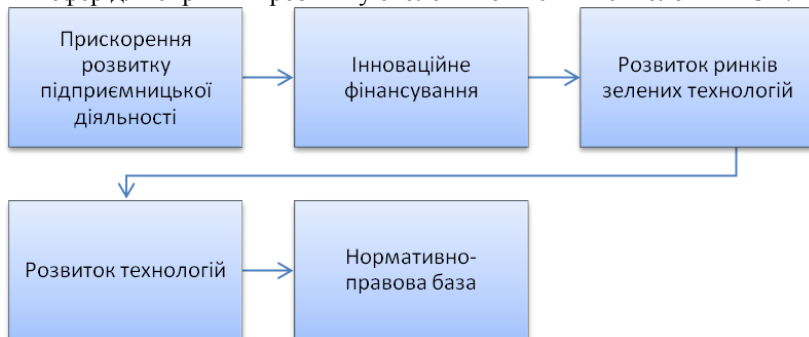 Прискорення
розвитку
підприємницької
діяльності
Інноваційне
фінансування
Розвиток ринків
зелених технологій
Розвиток технологій
Нормативно-
правова база